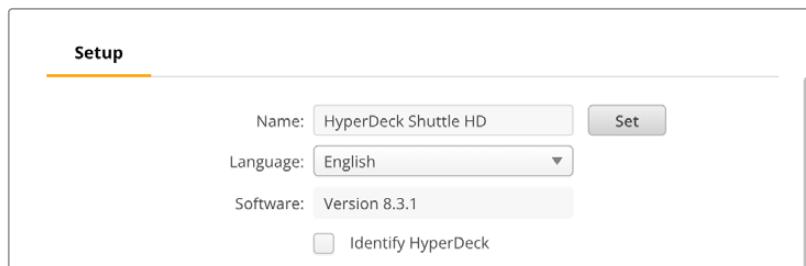 Setup
Name: HyperDeck Shuttle HD Set
Language: English
Software: Version 8.3.1
Identify HyperDeck